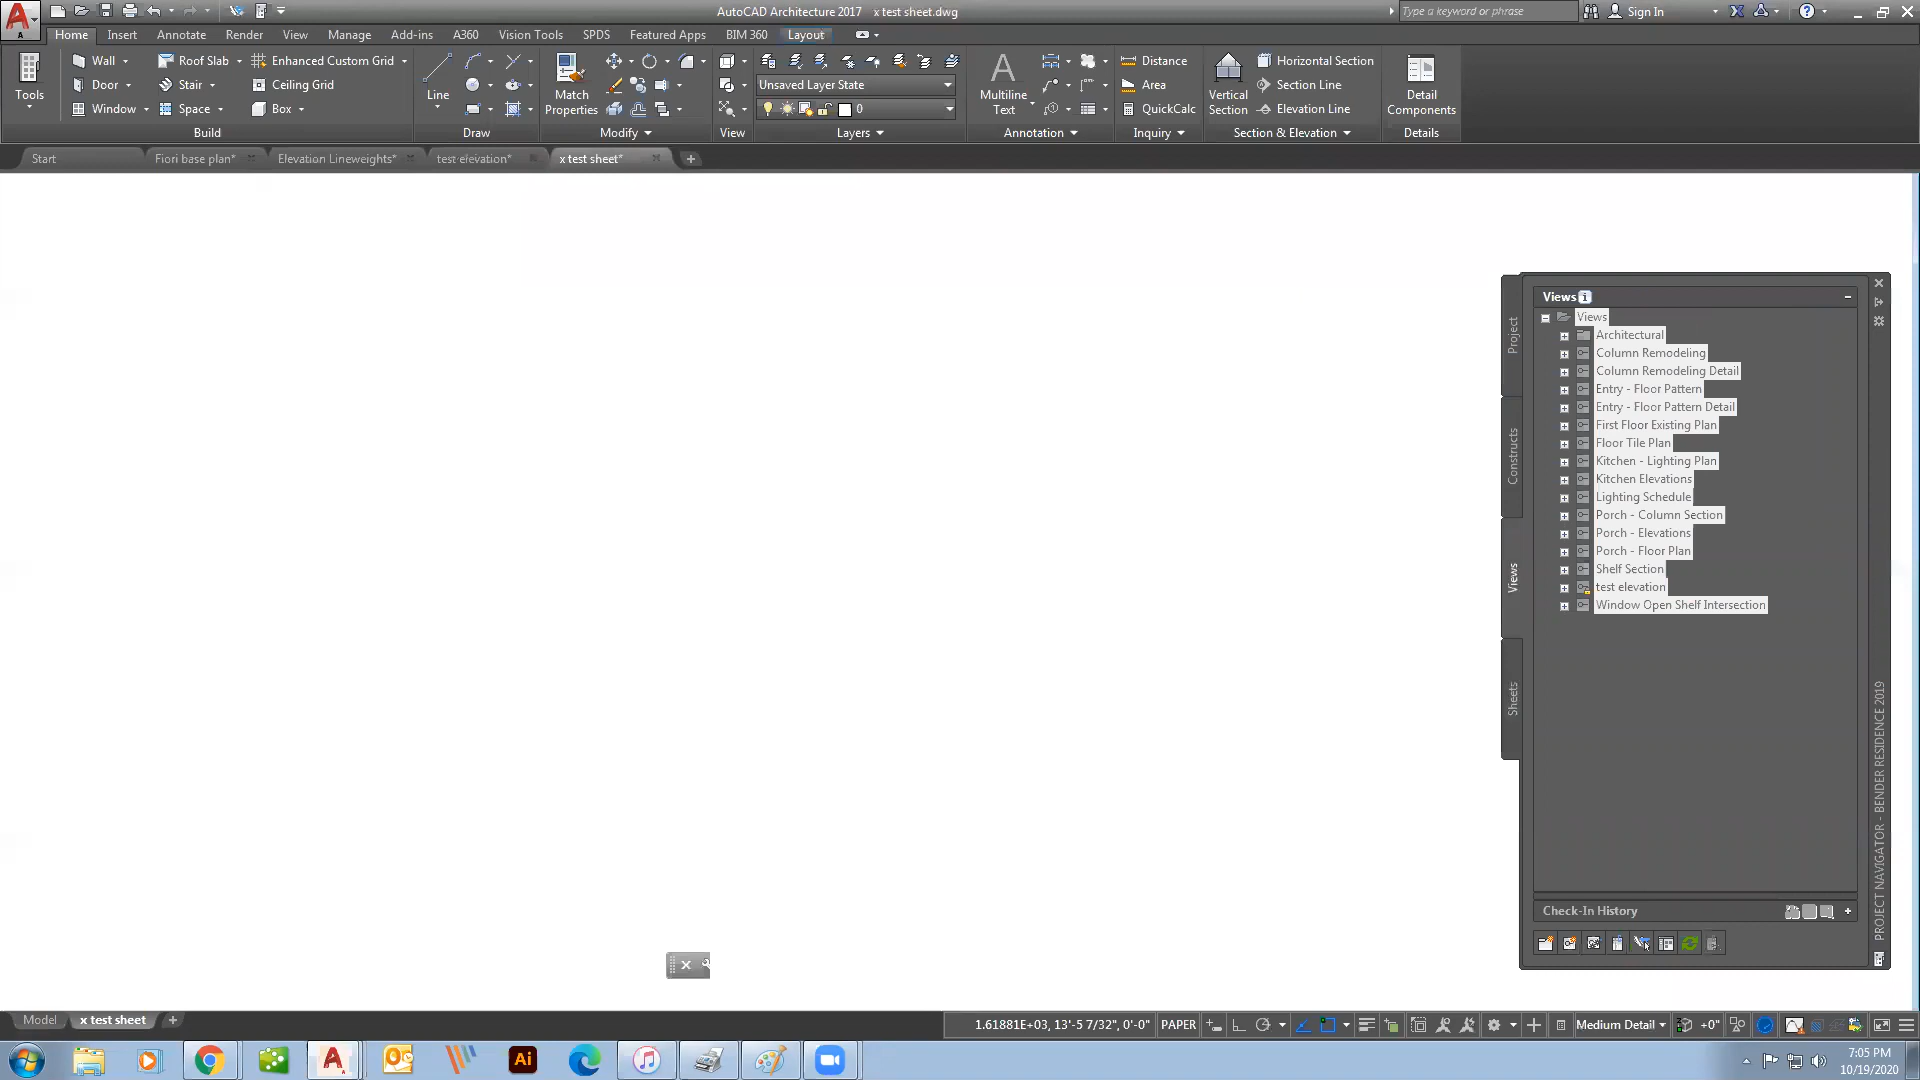 AutoCAD Architecture 2017 x test sheet.dwg
Type a keyword or phrase
Sign In
Home Insert Annotate Render View Manage Add-ins A360 Vision Tools SPDS Featured Apps BIM 360 Layout
Tools
Wall
Door
Window
Roof Slab
Stair
Space
Enhanced Custom Grid
Ceiling Grid
Box
Build
Line
Draw
Match
Properties
Modify
View
Unsaved Layer State
0
Layers
Multiline
Text
Annotation
Distance
Area
QuickCalc
Inquiry
Vertical
Section
Horizontal Section
Section Line
Elevation Line
Section & Elevation
Detail
Components
Details
Start Fiori base plan* Elevation Lineweights* test elevation* x test sheet*
Project
Constructs
Views
Sheets
Views
Views
Architectural
Column Remodeling
Column Remodeling Detail
Entry - Floor Pattern
Entry - Floor Pattern Detail
First Floor Existing Plan
Floor Tile Plan
Kitchen - Lighting Plan
Kitchen Elevations
Lighting Schedule
Porch - Column Section
Porch - Elevations
Porch - Floor Plan
Shelf Section
test elevation
Window Open Shelf Intersection
Check-In History
PROJECT NAVIGATOR - BENDER RESIDENCE 2019
Model x test sheet
1.61881E+03, 13'-5 7/32", 0'-0" PAPER Medium Detail +0"
Ai
7:05 PM
10/19/2020